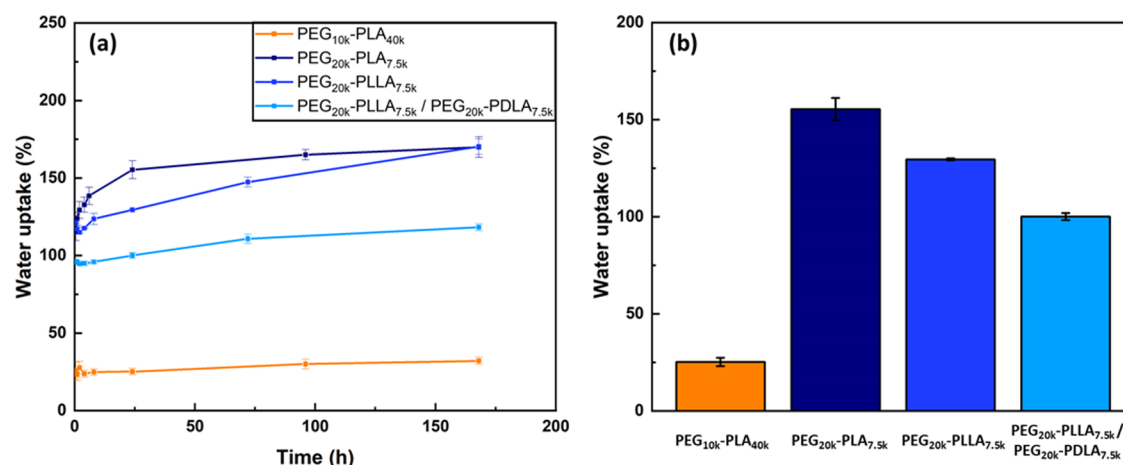 (a)
PEG10k-PLA40k
PEG20k-PLA7.5k
PEG20k-PLLA7.5k
PEG20k-PLLA7.5k / PEG20k-PDLA7.5k
250
200
150
100
50
0
Water uptake (%)
0 50 100 150 200
Time (h)
(b)
200
150
100
50
0
Water uptake (%)
PEG10k-PLA40k
PEG20k-PLA7.5k
PEG20k-PLLA7.5k
PEG20k-PLLA7.5k /
PEG20k-PDLA7.5k